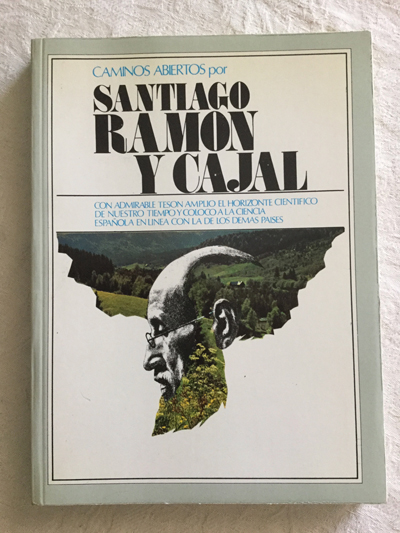 CAMINOS ABIERTOS por
SANTIAGO
RAMON
Y CAJAL
CON ADMIRABLE TESON AMPLIO EL HORIZONTE CIENTIFICO
DE NUESTRO TIEMPO Y COLOCO A LA CIENCIA
ESPAÑOLA EN LINEA CON LA DE LOS DEMAS PAISES